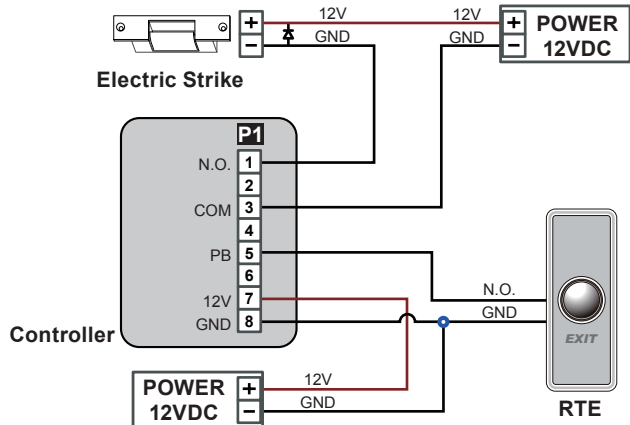 12V
12V
+
+
POWER
12VDC
GND
GND
−
−
Electric Strike
P1
N.O.
1
2
COM
3
4
PB
5
6
N.O.
12V
7
GND
GND
8
EXIT
Controller
RTE
POWER
12VDC
+
12V
−
GND